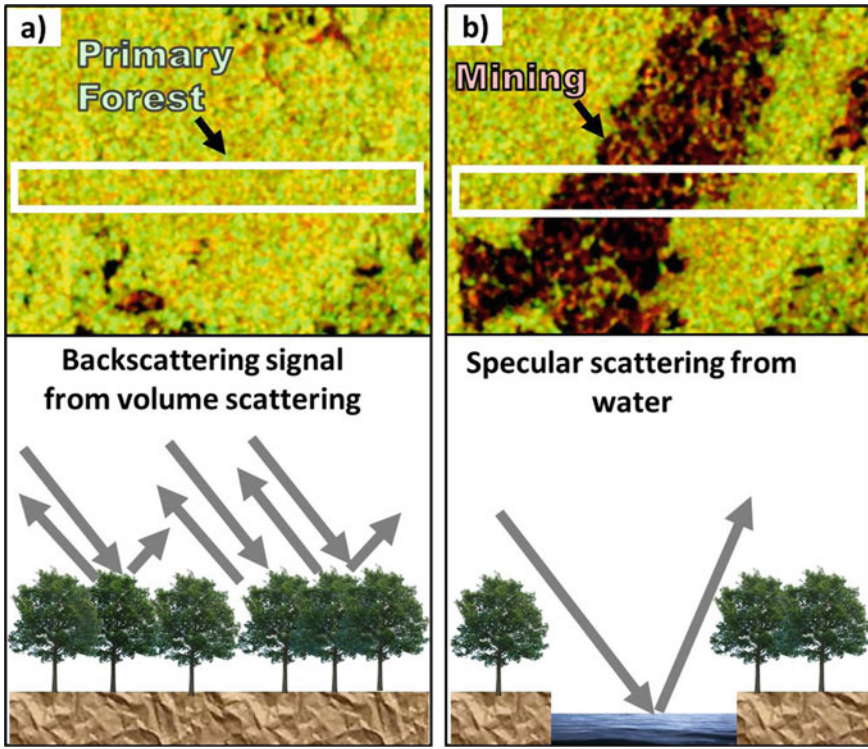 a)
Primary
Forest
Backscattering signal
from volume scattering
b)
Mining
Specular scattering from
water